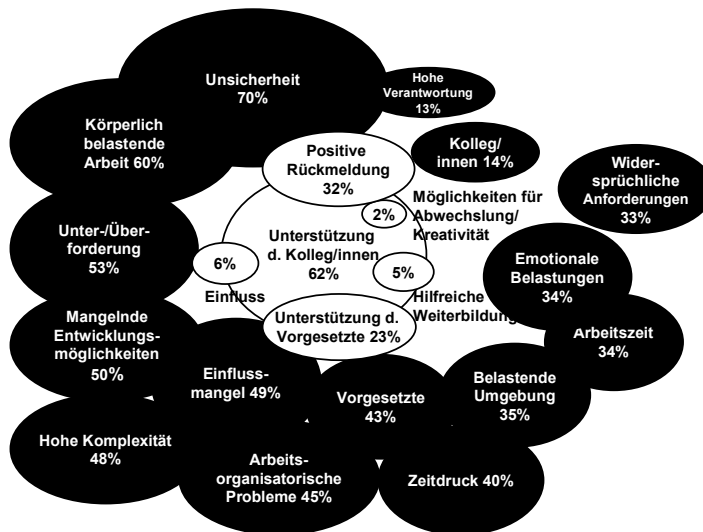 Unsicherheit
70%
Hohe
Verantwortung
13%
Körperlich
belastende
Arbeit 60%
Positive
Rückmeldung
32%
Kolleg/
innen 14%
Wider-
sprüchliche
Anforderungen
33%
2%
Möglichkeiten für
Abwechslung/
Kreativität
Unter-/Über-
forderung
53%
6%
Einfluss
Unterstützung
d. Kolleg/innen
62%
5%
Hilfreiche
Weiterbildung
Emotionale
Belastungen
34%
Mangelnde
Entwicklungs-
möglichkeiten
50%
Unterstützung d.
Vorgesetzte 23%
Arbeitszeit
34%
Einfluss-
mangel 49%
Vorgesetzte
43%
Belastende
Umgebung
35%
Hohe Komplexität
48%
Arbeits-
organisatorische
Probleme 45%
Zeitdruck 40%